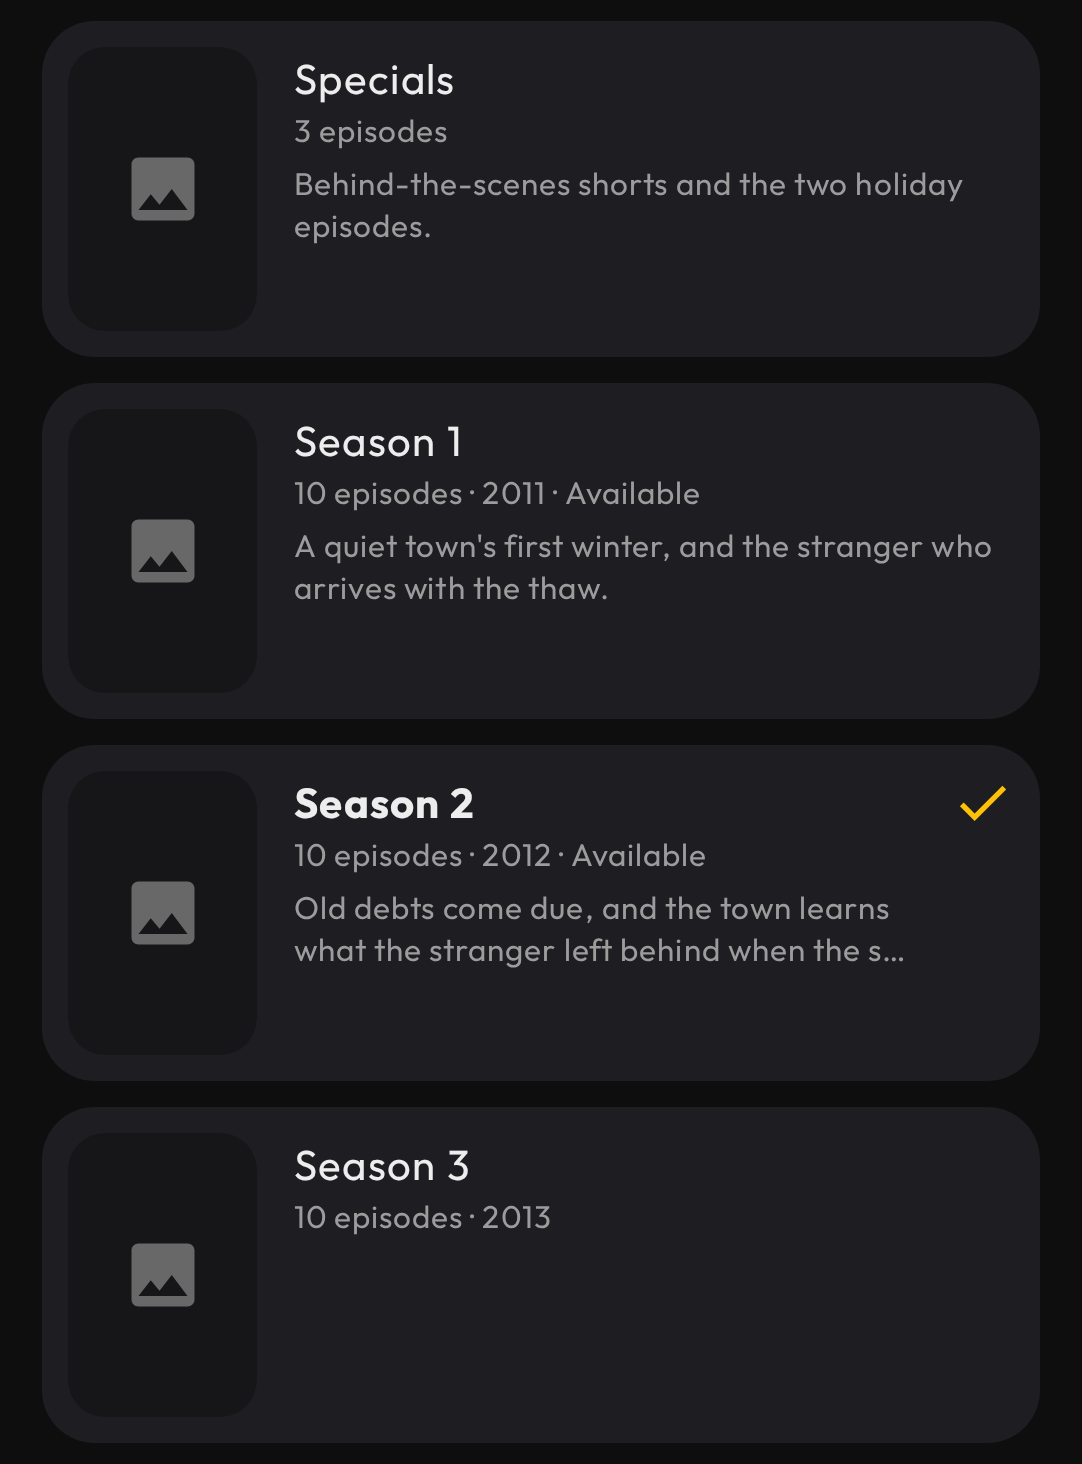 Specials
3 episodes
Behind-the-scenes shorts and the two holiday
episodes.
Season 1
10 episodes · 2011 · Available
A quiet town's first winter, and the stranger who
arrives with the thaw.
Season 2
10 episodes · 2012 · Available
Old debts come due, and the town learns
what the stranger left behind when the s...
Season 3
10 episodes · 2013